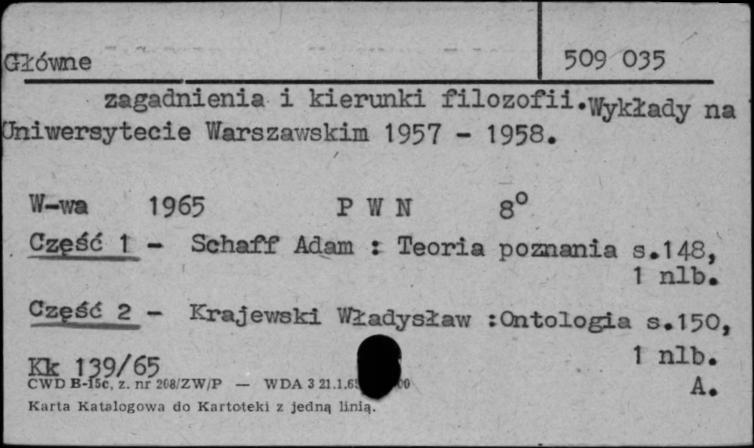 Główne 509 035
zagadnienia i kierunki filozofii.Wykłady na
Uniwersytecie Warszawskim 1957 - 1958.
W-wa 1965 P W N 8°
Część 1 - Schaff Adam : Teoria poznania s.148,
1 nlb.
Część 2 - Krajewski Władysław :Ontologia s.150,
1 nlb.
Kk 139/65
A.
CWD B-15c, z. nr 268/ZW/P — WDA 3 21.1.6
Karta Katalogowa do Kartoteki z jedną linią.